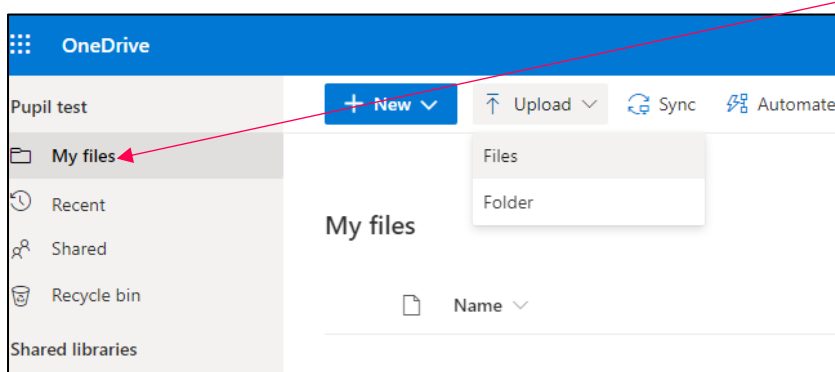 OneDrive
Pupil test
+ New Upload Sync Automate
My files
Files
Recent
Folder
My files
Shared
Recycle bin
Name
Shared libraries